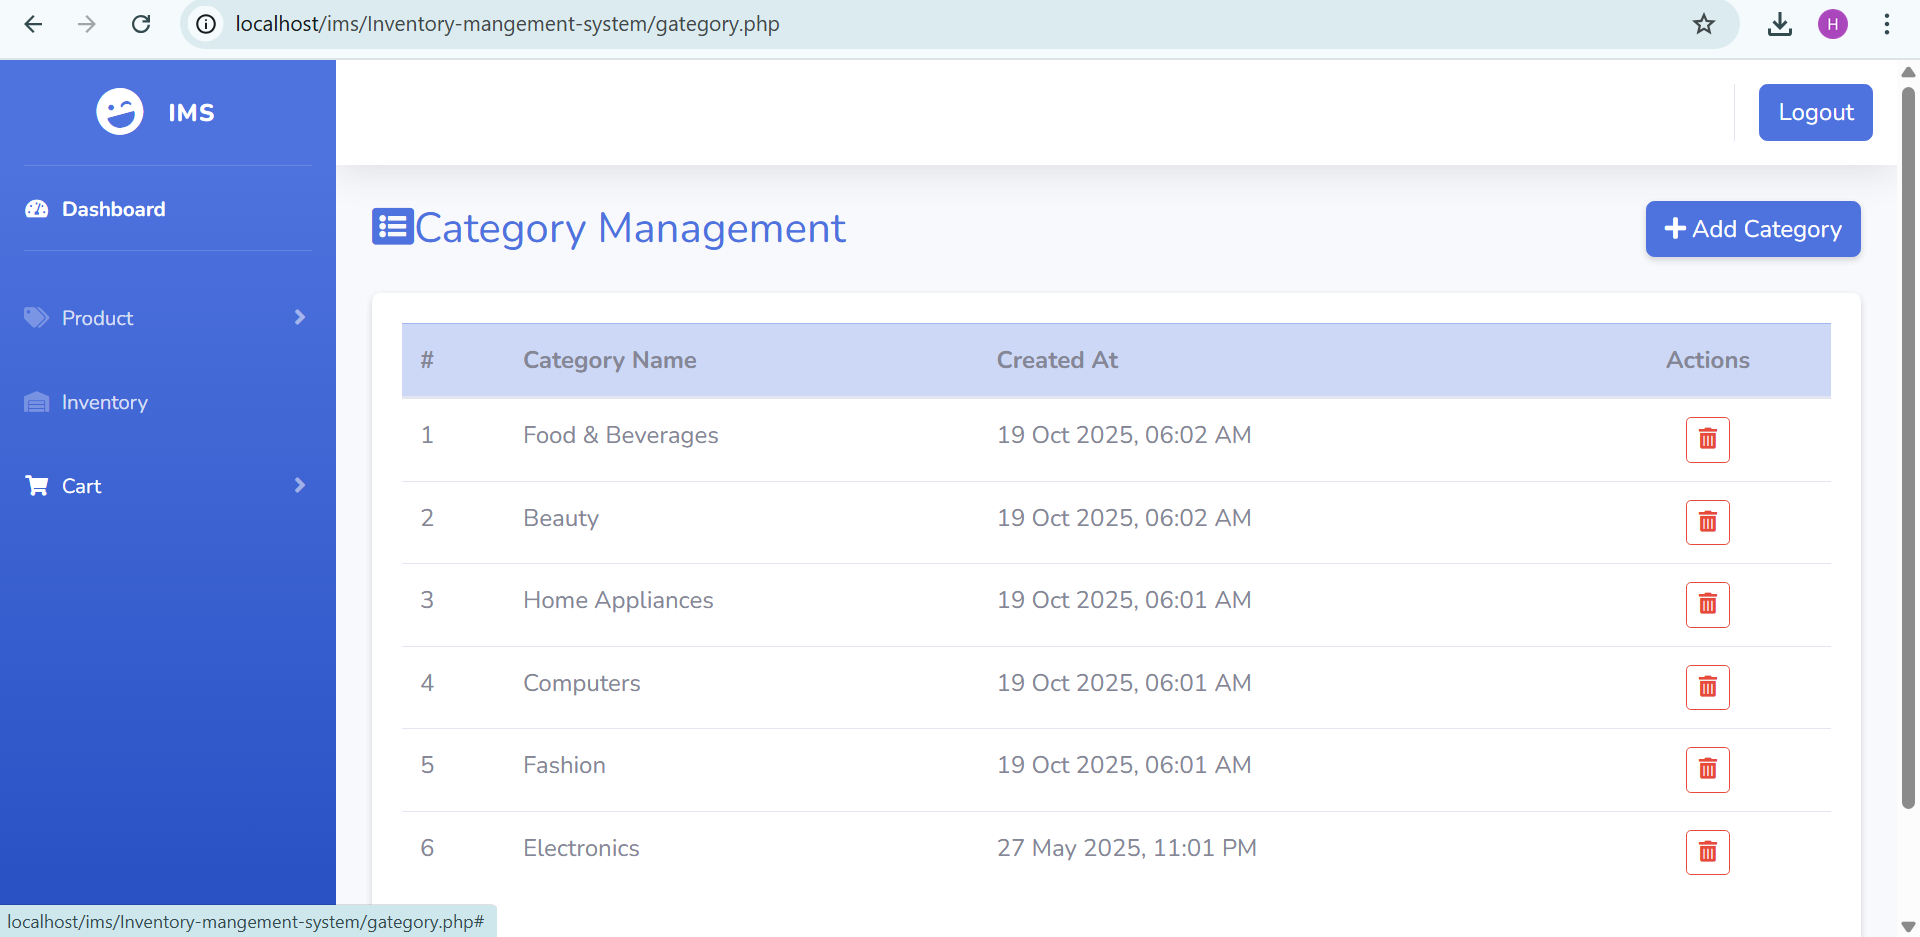 localhost/ims/Inventory-mangement-system/gategory.php
H
IMS
Logout
Dashboard
Category Management
Add Category
Product
Inventory
Cart
# Category Name Created At Actions
1 Food & Beverages 19 Oct 2025, 06:02 AM
2 Beauty 19 Oct 2025, 06:02 AM
3 Home Appliances 19 Oct 2025, 06:01 AM
4 Computers 19 Oct 2025, 06:01 AM
5 Fashion 19 Oct 2025, 06:01 AM
6 Electronics 27 May 2025, 11:01 PM
localhost/ims/Inventory-mangement-system/gategory.php#